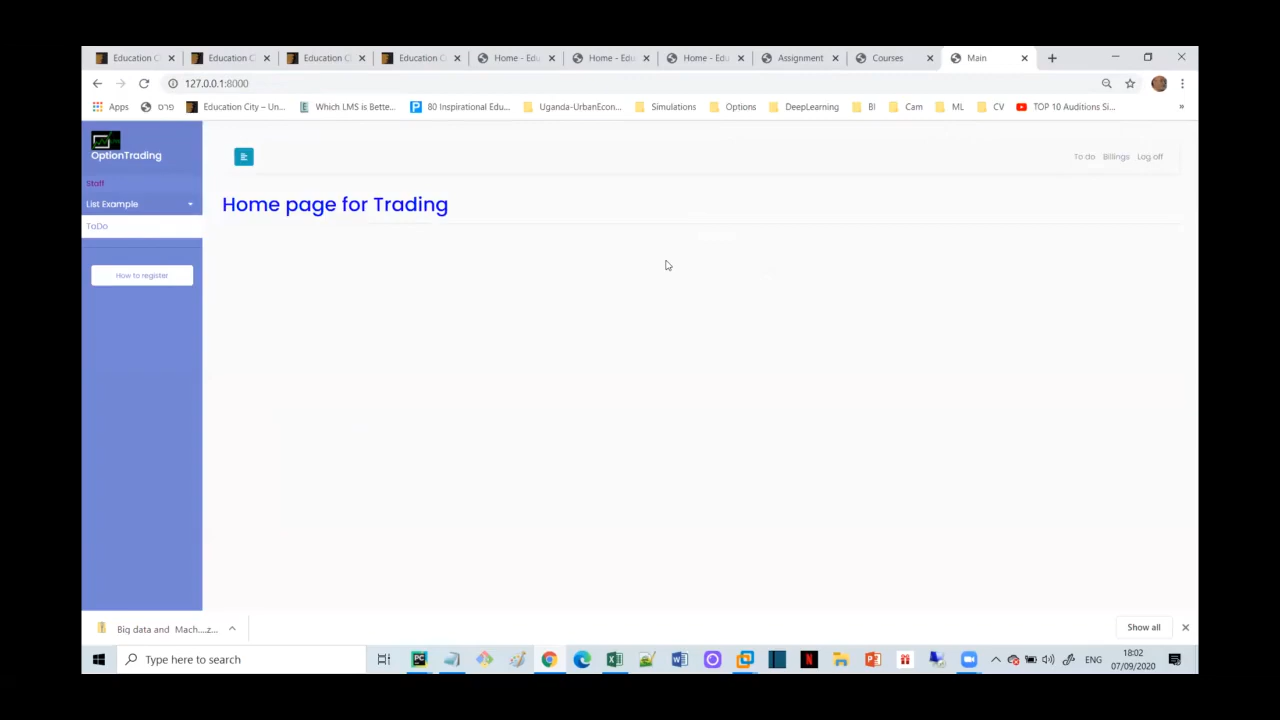 Education C
Education C
Education C
Education C
Home - Edu
Home - Edu
Home - Edu
Assignment
Courses
Main
127.0.0.1:8000
Apps
פרס
Education City – Un...
Which LMS is Bette...
80 Inspirational Edu...
Uganda-UrbanEcon...
Simulations
Options
DeepLearning
BI
Cam
ML
CV
TOP 10 Auditions Si...
»
OptionTrading
To do Billings Log off
Staff
List Example
Home page for Trading
ToDo
How to register
Big data and Mach....z...
Show all
Type here to search
ENG
18:02
07/09/2020